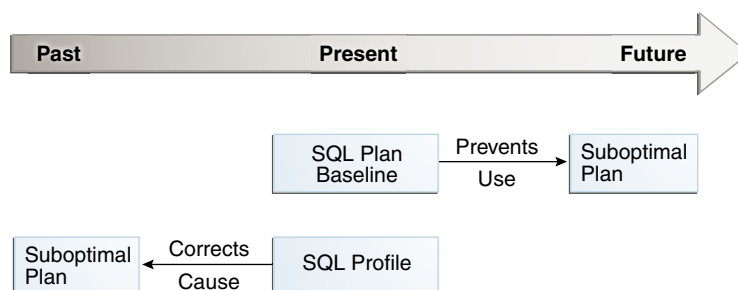 Past Present Future
SQL Plan
Baseline
Prevents
Use
Suboptimal
Plan
Suboptimal
Plan
Corrects
Cause
SQL Profile